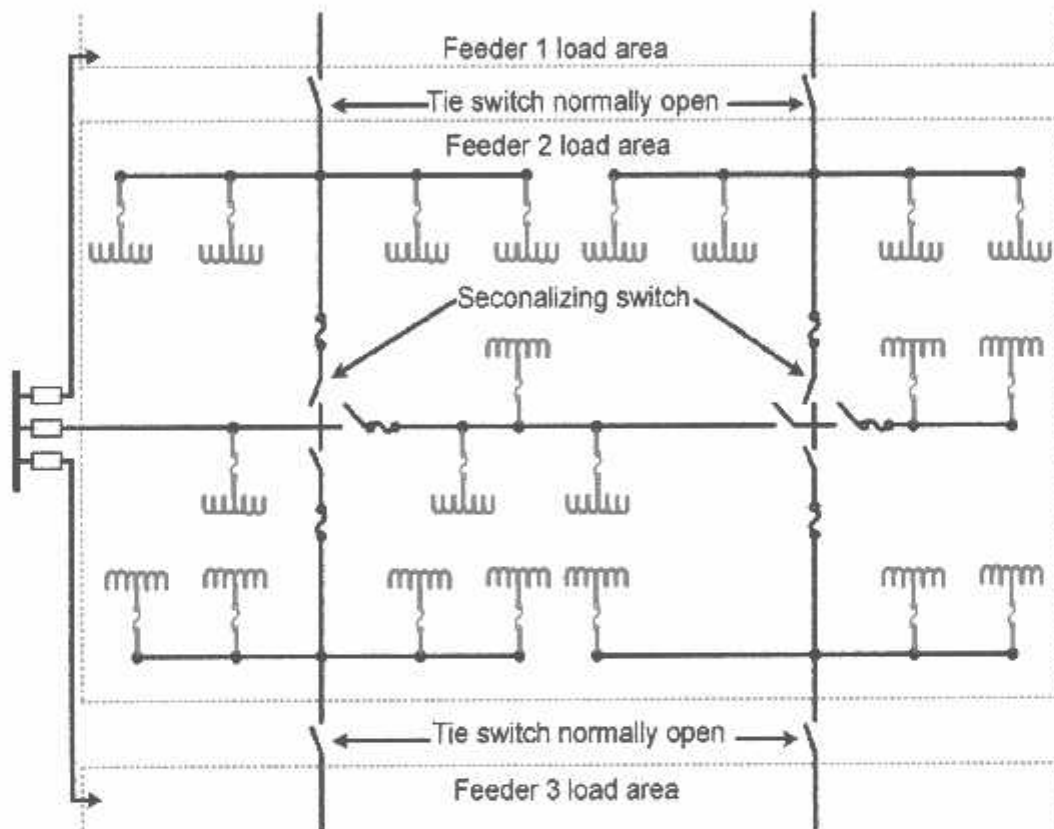 Feeder 1 load area
Tie switch normally open
Feeder 2 load area
Seconalizing switch
Tie switch normally open
Feeder 3 load area